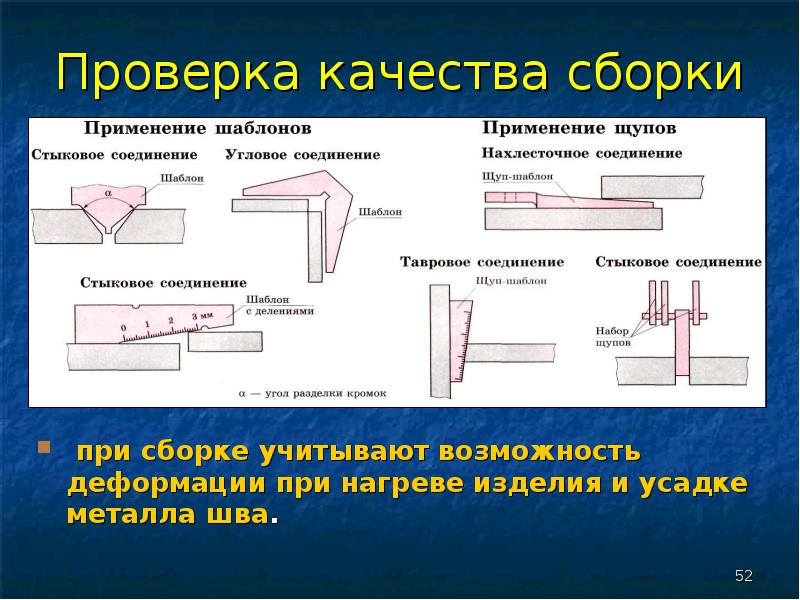 Проверка качества сборки
Применение шаблонов
Стыковое соединение
Шаблон
α
Угловое соединение
Шаблон
Стыковое соединение
Шаблон
с делениями
0 1 2 3 мм
α — угол разделки кромок
Применение щупов
Нахлесточное соединение
Щуп-шаблон
Тавровое соединение
Щуп-шаблон
Стыковое соединение
Набор
щупов
при сборке учитывают возможность
деформации при нагреве изделия и усадке
металла шва.
52